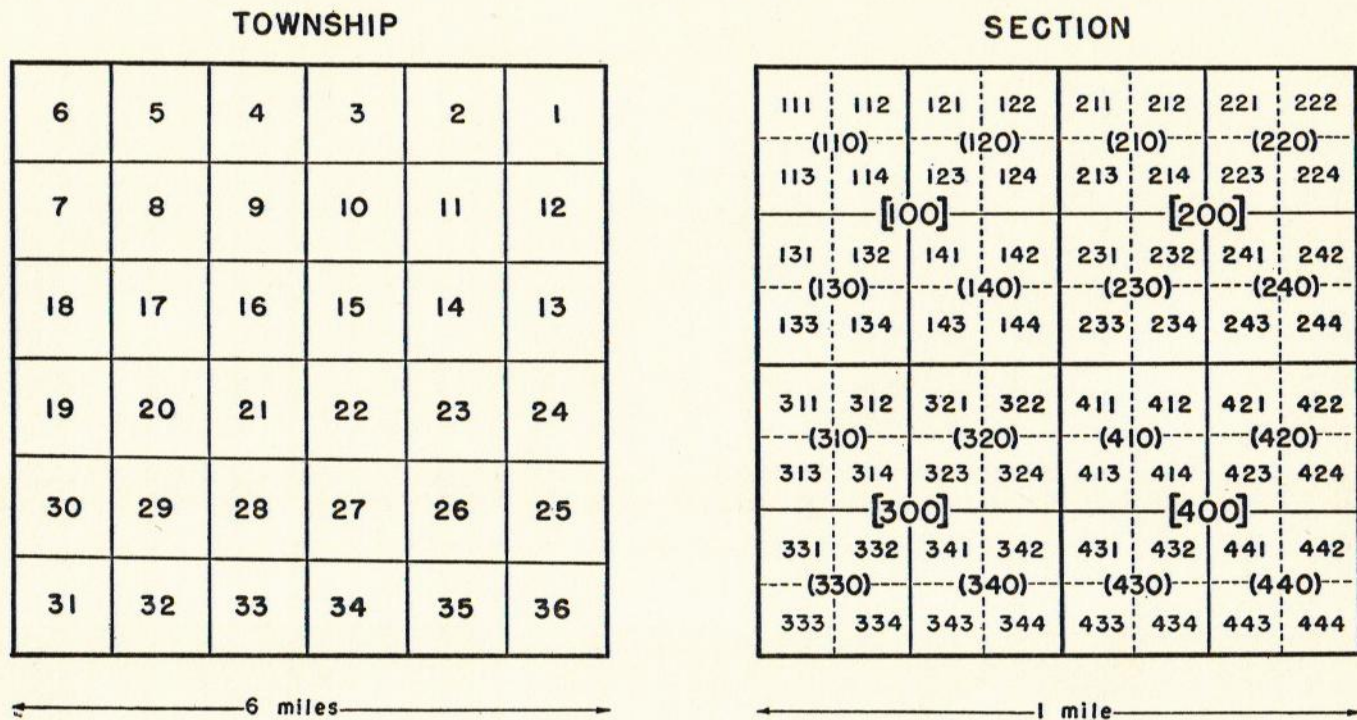 TOWNSHIP
6 5 4 3 2 1
7 8 9 10 11 12
18 17 16 15 14 13
19 20 21 22 23 24
30 29 28 27 26 25
31 32 33 34 35 36
6 miles
SECTION
111 112 121 122 211 212 221 222
(110) (120) (210) (220)
113 114 123 124 213 214 223 224
[100] [200]
131 132 141 142 231 232 241 242
(130) (140) (230) (240)
133 134 143 144 233 234 243 244
311 312 321 322 411 412 421 422
(310) (320) (410) (420)
313 314 323 324 413 414 423 424
[300] [400]
331 332 341 342 431 432 441 442
(330) (340) (430) (440)
333 334 343 344 433 434 443 444
1 mile